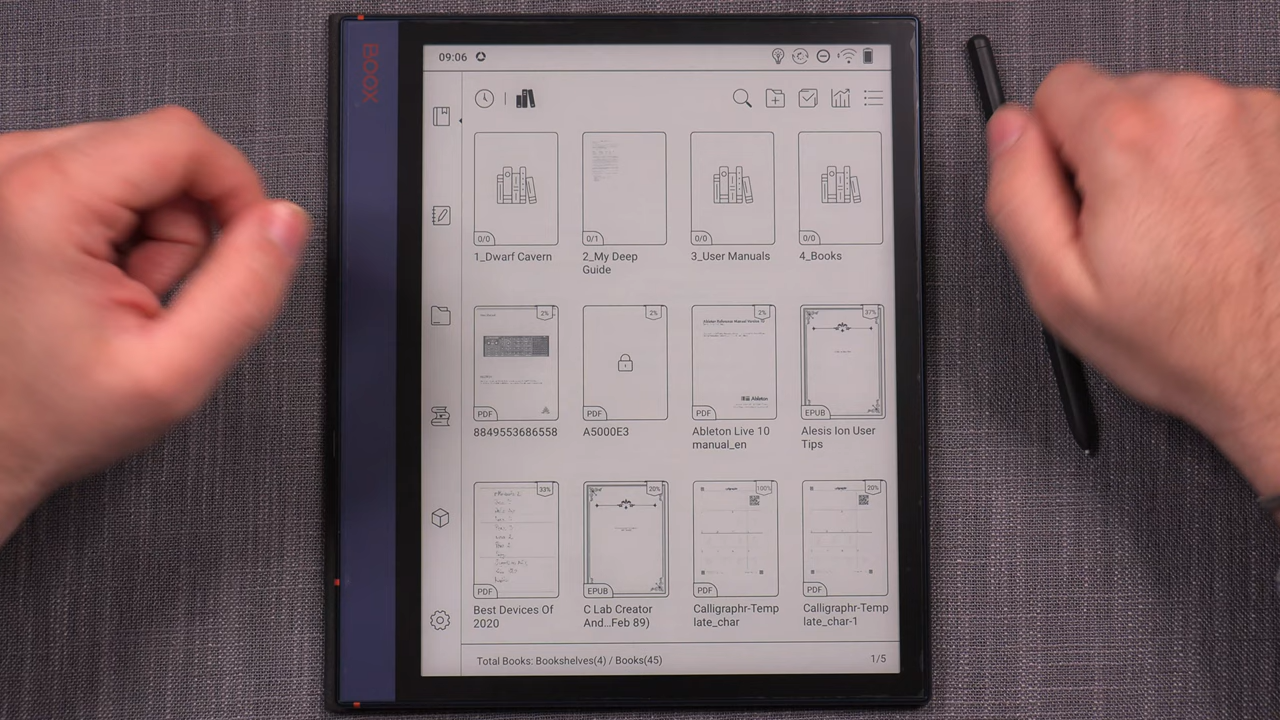 BOOX
09:06
0/0
0/1
0/0
0/0
1_Dwarf Cavern
2_My Deep
Guide
3_User Manuals
4_Books
2%
2%
2%
37%
Ableton
PDF
PDF
PDF
EPUB
8849553686558
A5000E3
Ableton Live 10
manual_en
Alesis Ion User
Tips
33%
20%
100%
20%
PDF
EPUB
PDF
PDF
Best Devices Of
2020
C Lab Creator
And...Feb 89)
Calligraphr-Temp
late_char
Calligraphr-Temp
late_char-1
Total Books: Bookshelves(4) / Books(45)
1/5